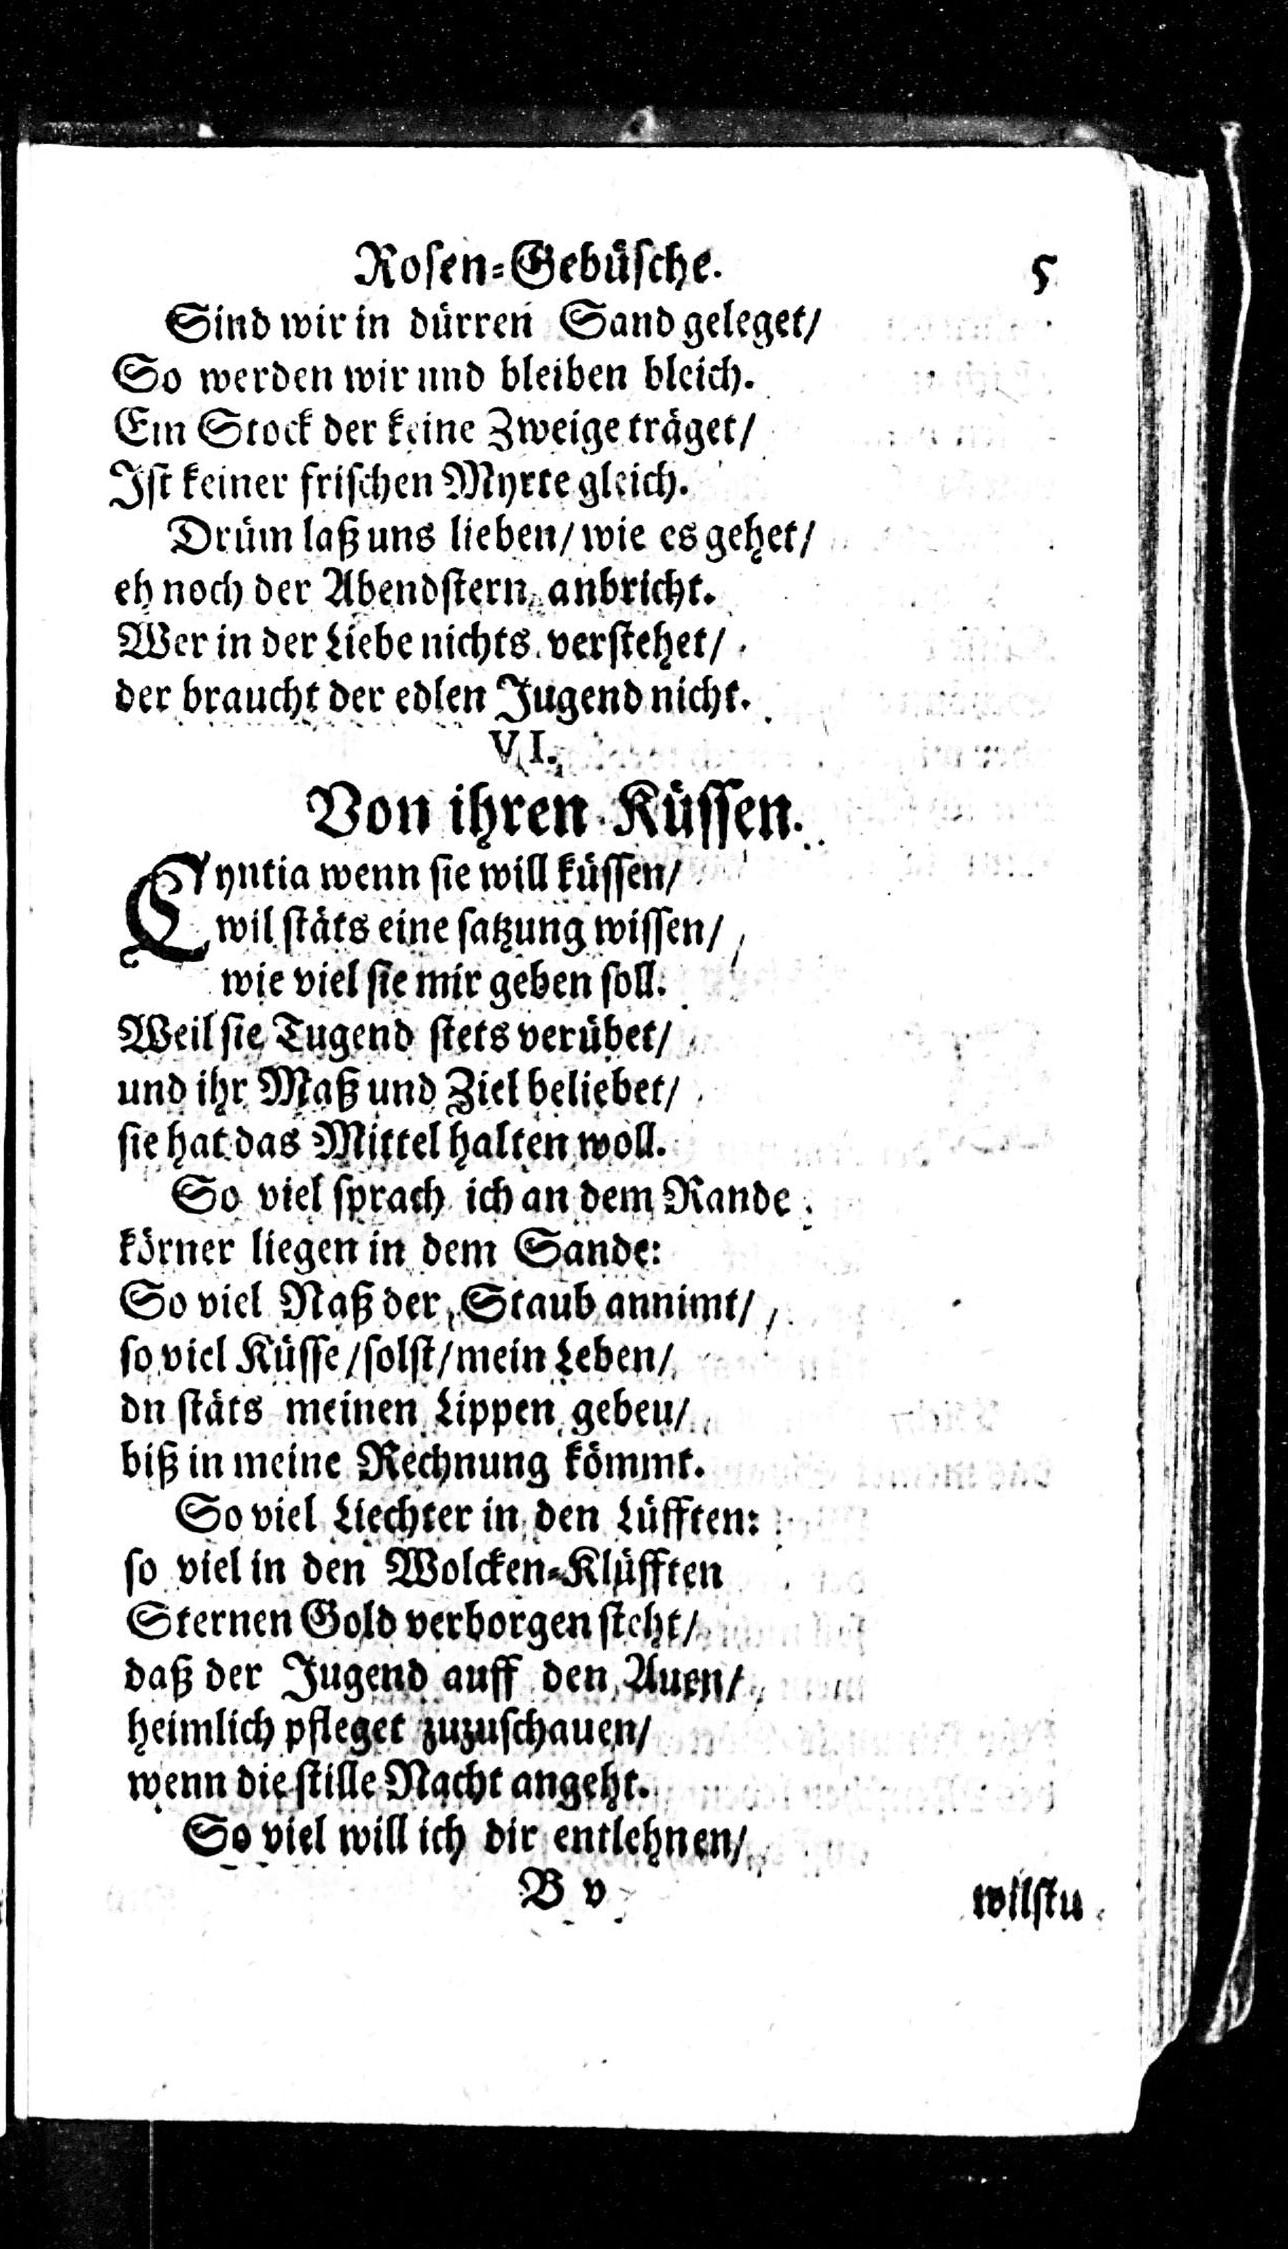 Rosen-Gebüsche. 5
Sind wir in dürren Sand geleget/
So werden wir und bleiben bleich.
Ein Stock der keine Zweige träget/
Ist keiner frischen Myrte gleich.
Drüm laß uns lieben/ wie es gehet/
eh noch der Abendstern anbricht.
Wer in der Liebe nichts verstehet/
der braucht der edlen Jugend nicht.
VI.
Von ihren Küssen.
Cyntia wenn sie will küssen/
wil stäts eine satzung wissen/
wie viel sie mir geben soll.
Weil sie Tugend stets verübet/
und ihr Maß und Ziel beliebet/
sie hat das Mittel halten woll.
So viel sprach ich an dem Rande
körner liegen in dem Sande:
So viel Naß der Staub annimt/
so viel Küsse/solst/mein Leben/
dn stäts meinen Lippen gebeu/
biß in meine Rechnung kömmt.
So viel Liechter in den Lüfften:
so viel in den Wolcken-Klüfften
Sternen Gold verborgen steht/
daß der Jugend auff den Auen/
heimlich pfleget zuzuschauen/
wenn die stille Nacht angeht.
So viel will ich dir entlehnen/
B v
wilstu